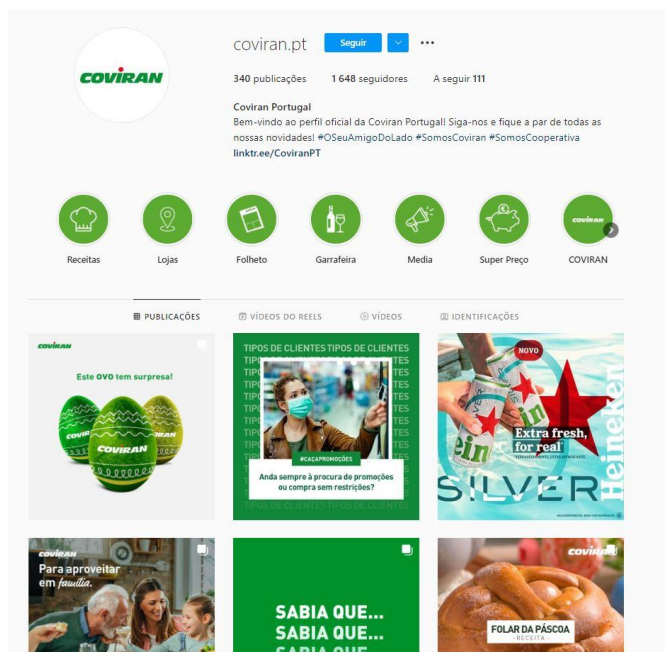 COVIRAN
coviran.pt Seguir
340 publicações 1 648 seguidores A seguir 111
Coviran Portugal
Bem-vindo ao perfil oficial da Coviran Portugal! Siga-nos e fique a par de todas as
nossas novidades! #OSeuAmigoDoLado #SomosCoviran #SomosCooperativa
linktr.ee/CoviranPT
COVIRAN
Receitas Lojas Folheto Garrafeira Media Super Preço COVIRAN
PUBLICAÇÕES VÍDEOS DO REELS VÍDEOS IDENTIFICAÇÕES
COVIRAN
Este OVO tem surpresa!
COVIRAN
TIPOS DE CLIENTES TIPOS DE CLIENTES
#CAÇAPROMOÇÕES
Anda sempre à procura de promoções
ou compra sem restrições?
NOVO
Extra fresh,
for real
SILVER
Heineken
COVIRAN
Para aproveitar
em família.
SABIA QUE...
SABIA QUE...
SABIA QUE...
COVIRAN
FOLAR DA PÁSCOA
- RECEITA -